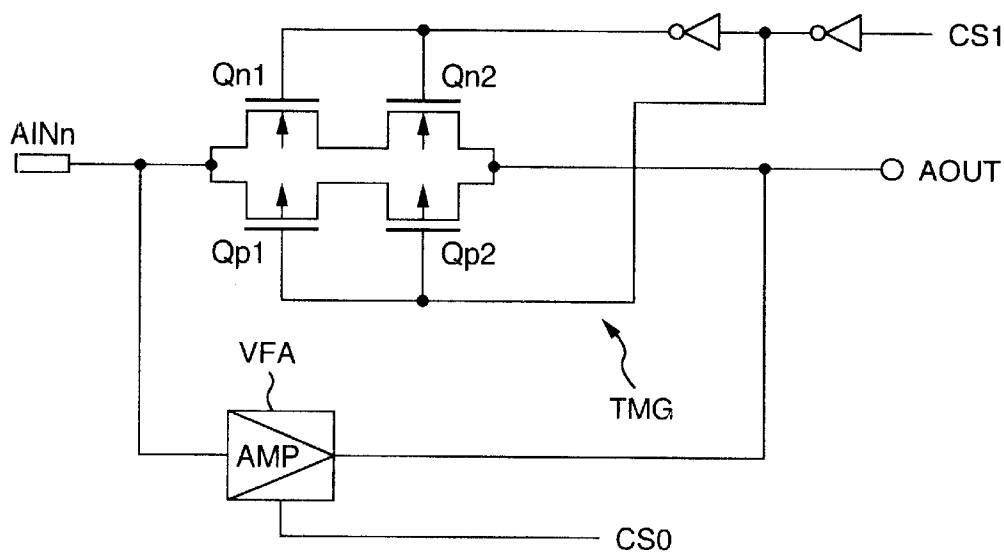 CS1
Qn1
Qn2
AINn
AOUT
Qp1
Qp2
VFA
TMG
AMP
CS0